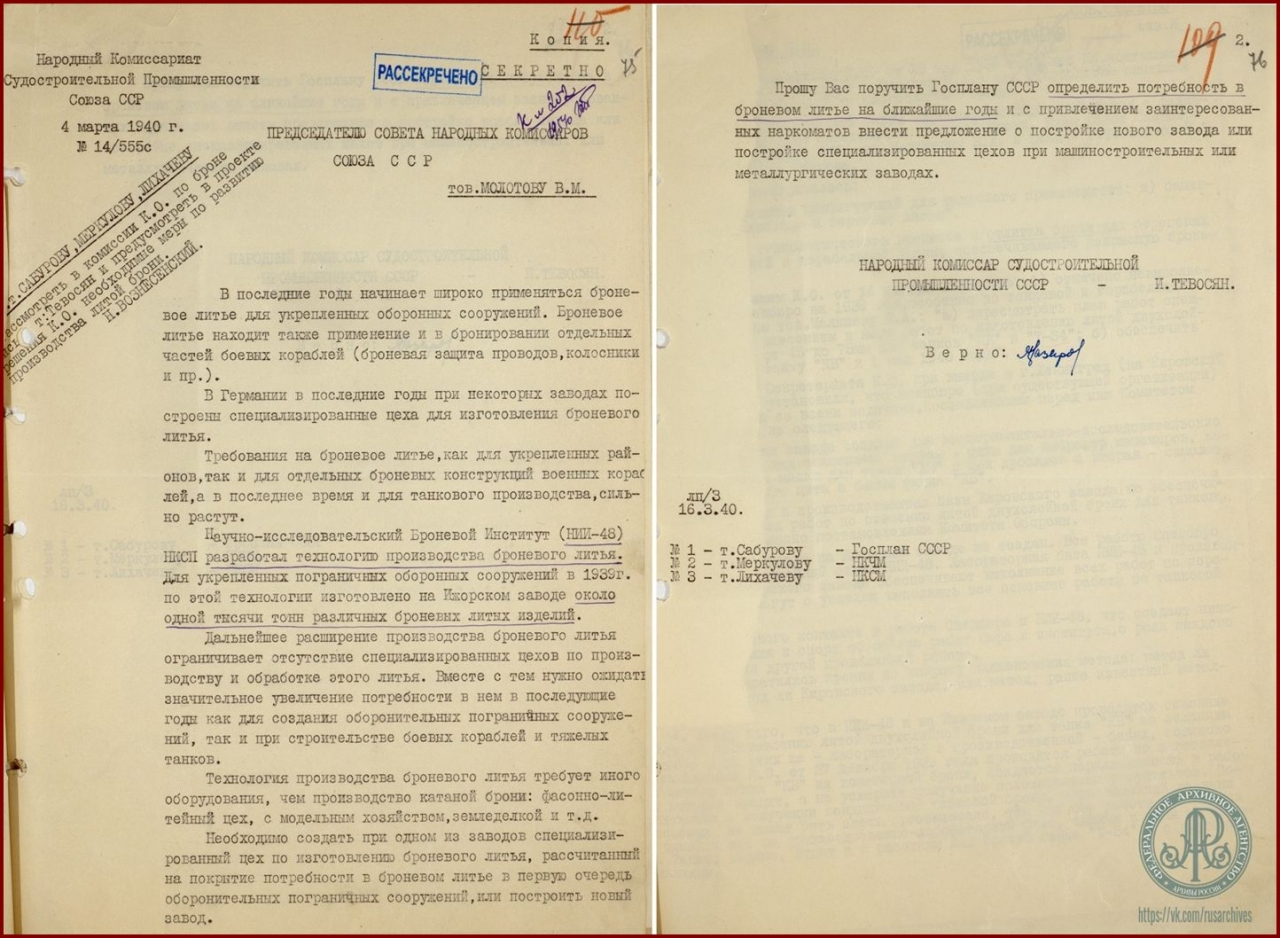 115
Копия.
РАССЕКРЕЧЕНО
СЕКРЕТНО
75
Народный Комиссариат
Судостроительной Промышленности
Союза ССР
4 марта 1940 г.
№ 14/555с
ПРЕДСЕДАТЕЛЮ СОВЕТА НАРОДНЫХ КОМИССАРОВ
СОЮЗА С С Р
тов.МОЛОТОВУ В.М.
т.т.САБУРОВУ,МЕРКУЛОВУ,ЛИХАЧЕВУ
Рассмотреть в комиссии К.О. по броне
т.Тевосян и предусмотреть в проекте
решения К.О. необходимые меры по развитию
производства литой брони.
Н.ВОЗНЕСЕНСКИЙ.
В последние годы начинает широко применяться броне-
вое литье для укрепленных оборонных сооружений. Броневое
литье находит также применение и в бронировании отдельных
частей боевых кораблей (броневая защита проводов,колосники
и пр.).
В Германии в последние годы при некоторых заводах по-
строены специализированные цеха для изготовления броневого
литья.
Требования на броневое литье,как для укрепленных рай-
онов,так и для отдельных броневых конструкций военных кораб
лей,а в последнее время и для танкового производства,силь-
но растут.
Научно-исследовательский Броневой Институт (НИИ-48)
НКСП разработал технологию производства броневого литья.
Для укрепленных пограничных оборонных сооружений в 1939г.
по этой технологии изготовлено на Ижорском заводе около
одной тысячи тонн различных броневых литых изделий.
Дальнейшее расширение производства броневого литья
ограничивает отсутствие специализированных цехов по произ-
водству и обработке этого литья. Вместе с тем нужно ожидать
значительное увеличение потребности в нем в последующие
годы как для создания оборонительных пограничных сооруже-
ний, так и при строительстве боевых кораблей и тяжелых
танков.
Технология производства броневого литья требует иного
оборудования, чем производство катаной брони: фасонно-ли-
тейный цех, с модельным хозяйством,земледелкой и т.д.
Необходимо создать при одном из заводов специализи-
рованный цех по изготовлению броневого литья, рассчитанный
на покрытие потребности в броневом литье в первую очередь
оборонительных пограничных сооружений,или построить новый
завод.
109
2.
76
Прошу Вас поручить Госплану СССР определить потребность в
броневом литье на ближайшие годы и с привлечением заинтересован-
ных наркоматов внести предложение о постройке нового завода или
постройке специализированных цехов при машиностроительных или
металлургических заводах.
НАРОДНЫЙ КОМИССАР СУДОСТРОИТЕЛЬНОЙ
ПРОМЫШЛЕННОСТИ СССР - И.ТЕВОСЯН.
Верно:
лп/3
16.3.40.
№ 1 - т.Сабурову - Госплан СССР
№ 2 - т.Меркулову - НКЧМ
№ 3 - т.Лихачеву - НКСМ
ФЕДЕРАЛЬНОЕ АРХИВНОЕ АГЕНТСТВО
АРХИВЫ РОССИИ
https://vk.com/rusarchives